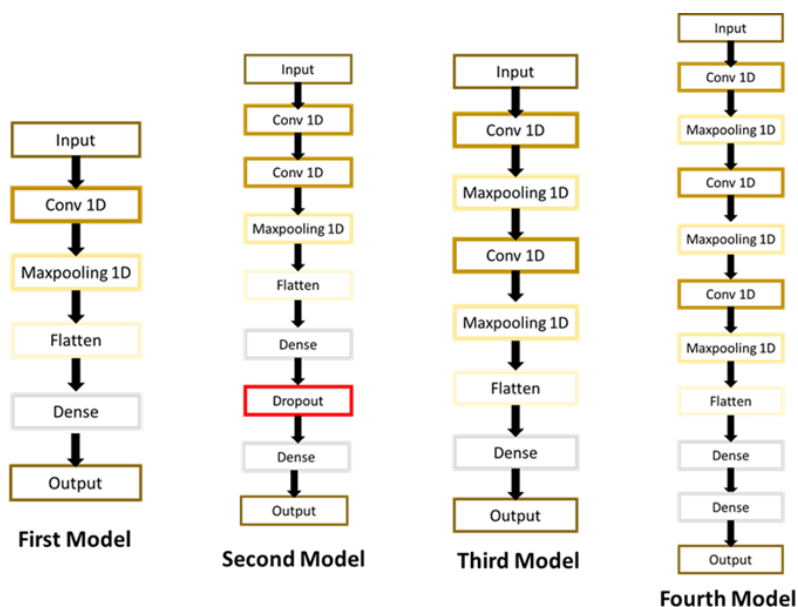 Input
Conv 1D
Maxpooling 1D
Flatten
Dense
Output
First Model
Input
Conv 1D
Conv 1D
Maxpooling 1D
Flatten
Dense
Dropout
Dense
Output
Second Model
Input
Conv 1D
Maxpooling 1D
Conv 1D
Maxpooling 1D
Flatten
Dense
Output
Third Model
Input
Conv 1D
Maxpooling 1D
Conv 1D
Maxpooling 1D
Conv 1D
Maxpooling 1D
Flatten
Dense
Dense
Output
Fourth Model